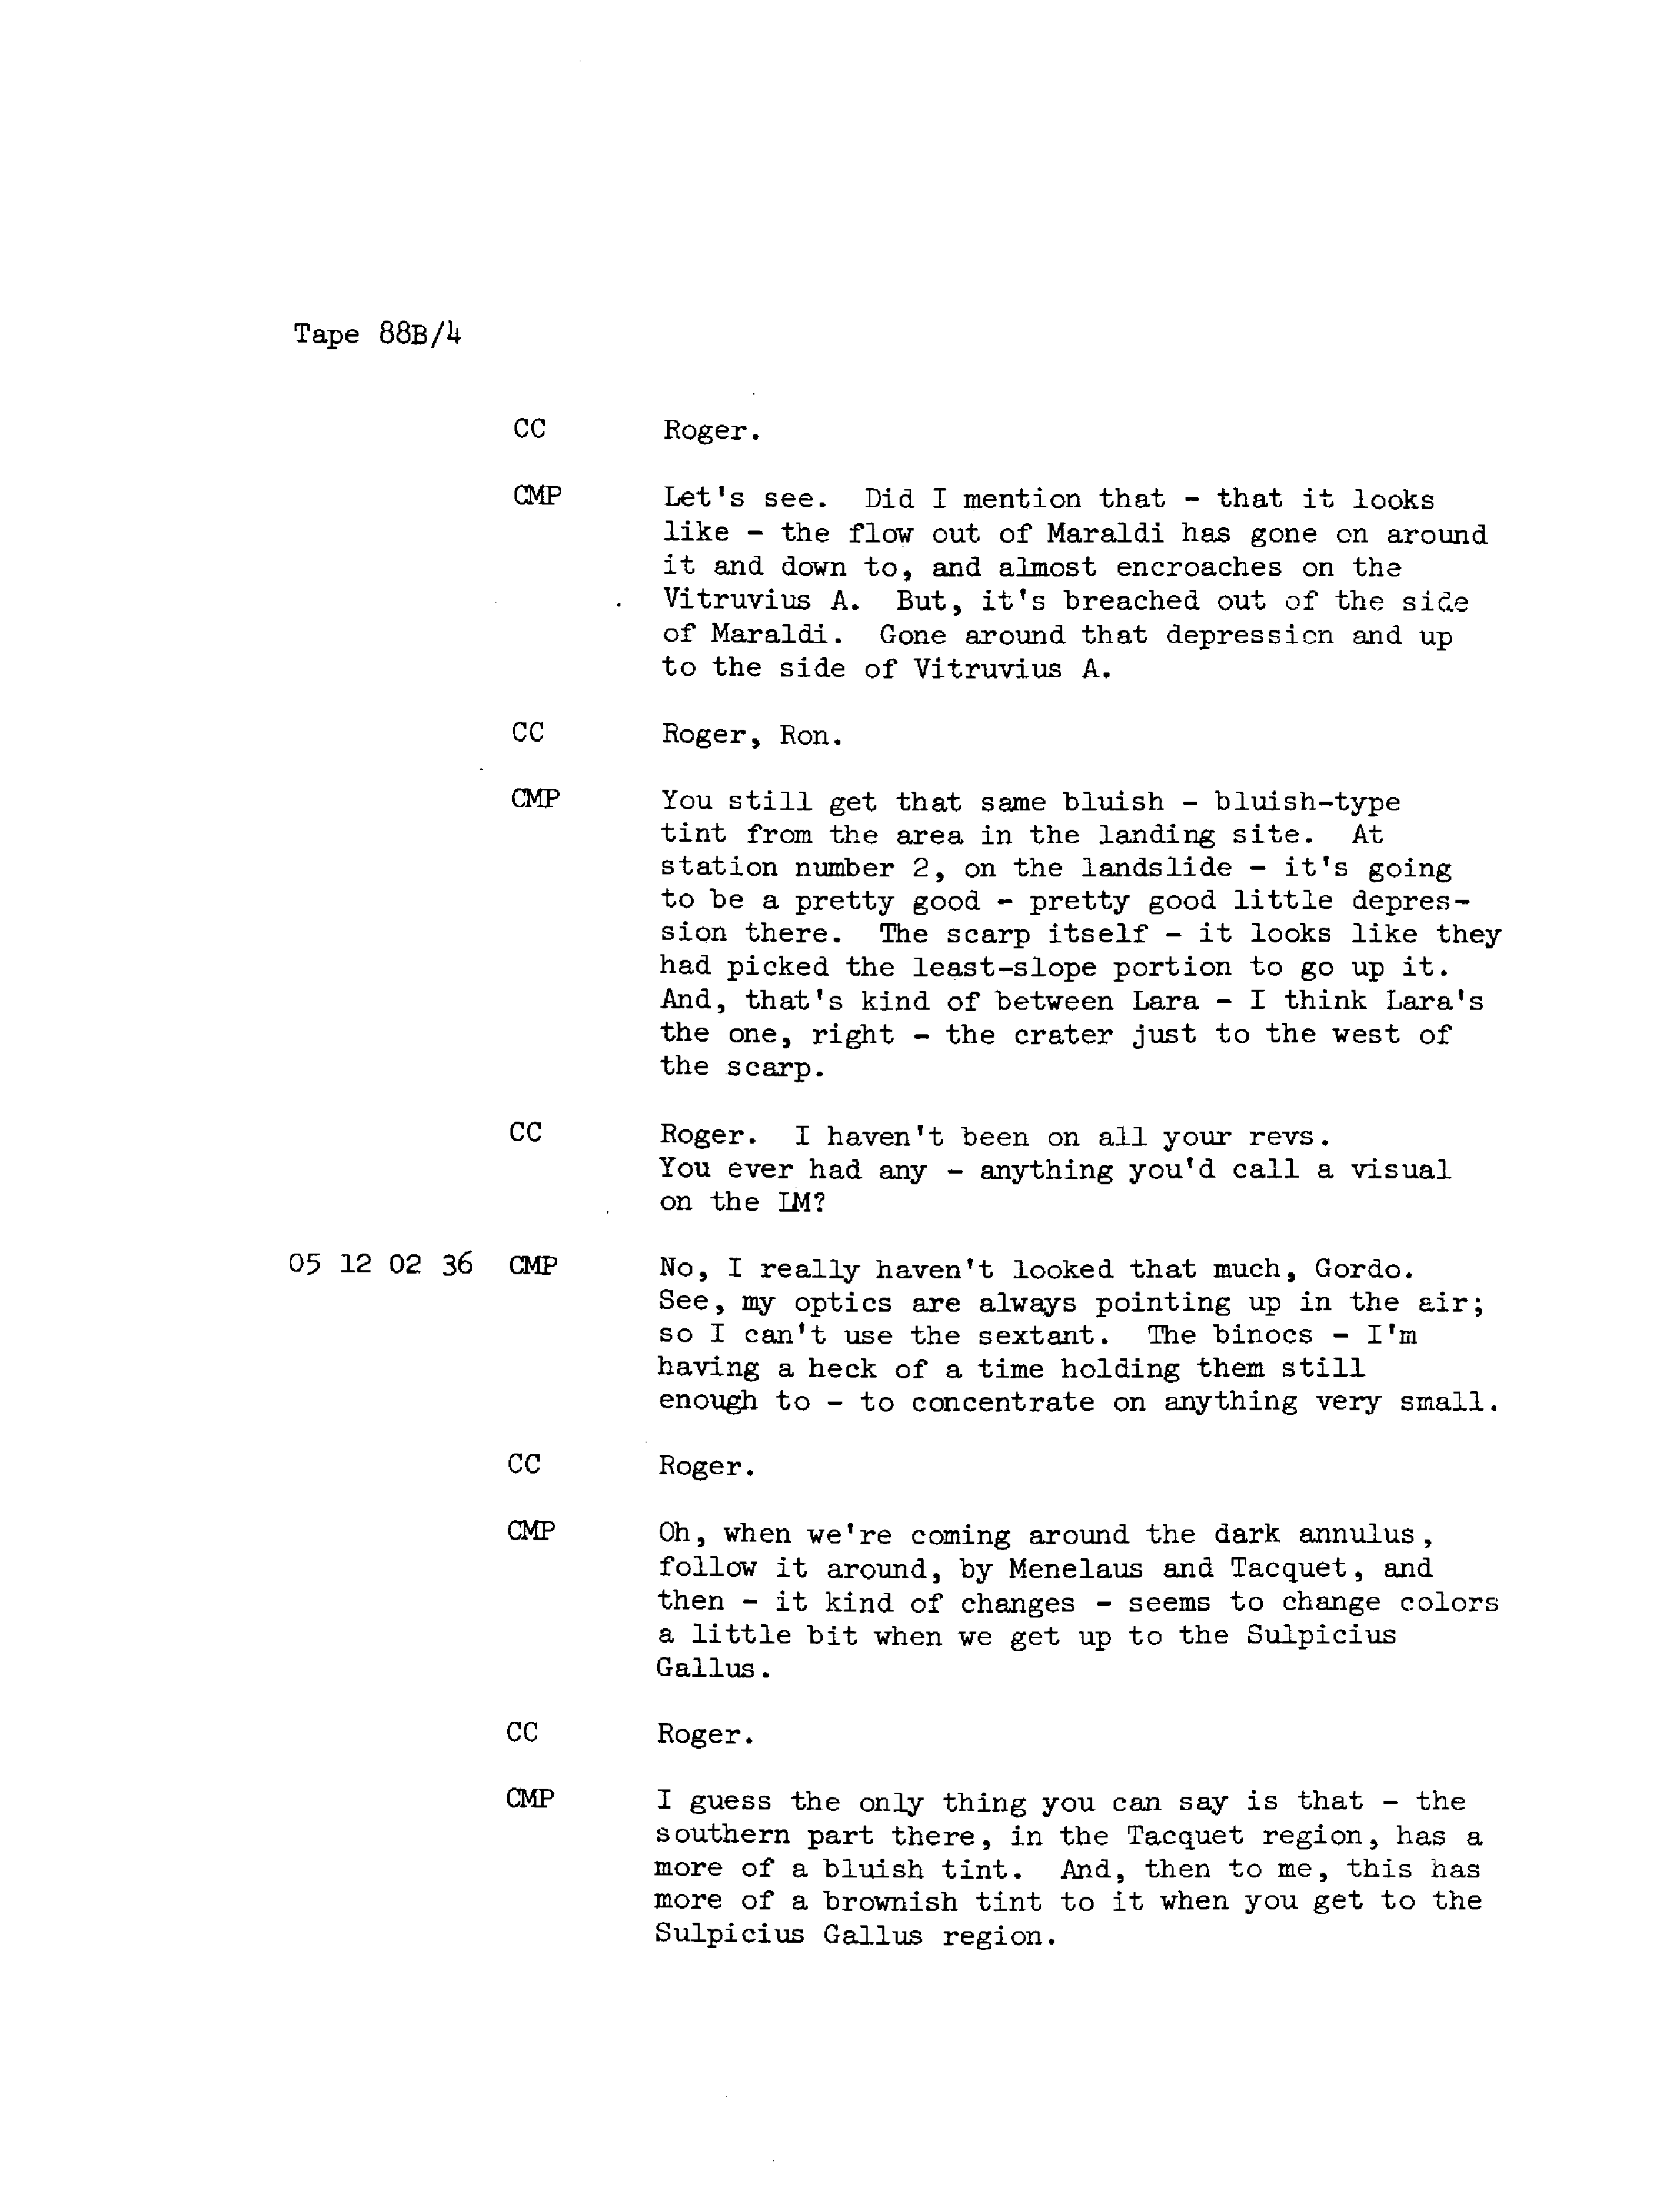 Tape 88B/4
CC Roger.
CMP Let's see. Did I mention that - that it looks
like - the flow out of Maraldi has gone on around
it and down to, and almost encroaches on the
Vitruvius A. But, it's breached out of the side
of Maraldi. Gone around that depression and up
to the side of Vitruvius A.
CC Roger, Ron.
CMP You still get that same bluish - bluish-type
tint from the area in the landing site. At
station number 2, on the landslide - it's going
to be a pretty good - pretty good little depres-
sion there. The scarp itself - it looks like they
had picked the least-slope portion to go up it.
And, that's kind of between Lara - I think Lara's
the one, right - the crater just to the west of
the scarp.
CC Roger. I haven't been on all your revs.
You ever had any - anything you'd call a visual
on the LM?
05 12 02 36 CMP No, I really haven't looked that much, Gordo.
See, my optics are always pointing up in the air;
so I can't use the sextant. The binocs - I'm
having a heck of a time holding them still
enough to - to concentrate on anything very small.
CC Roger.
CMP Oh, when we're coming around the dark annulus,
follow it around, by Menelaus and Tacquet, and
then - it kind of changes - seems to change colors
a little bit when we get up to the Sulpicius
Gallus.
CC Roger.
CMP I guess the only thing you can say is that - the
southern part there, in the Tacquet region, has a
more of a bluish tint. And, then to me, this has
more of a brownish tint to it when you get to the
Sulpicius Gallus region.